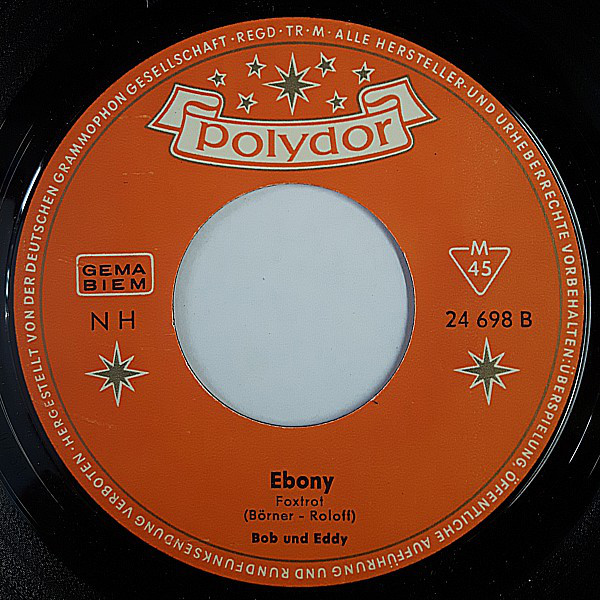 HERGESTELLT VON DER DEUTSCHEN GRAMMOPHON GESELLSCHAFT · REGD · TR · M · ALLE HERSTELLER- UND URHEBERRECHTE VORBEHALTEN: ÜBERSPIELUNG, ÖFFENTLICHE AUFFÜHRUNG UND RUNDFUNKSENDUNG VERBOTEN ·
polydor
GEMA
BIEM
M
45
NH
24 698 B
Ebony
Foxtrot
(Börner - Roloff)
Bob und Eddy